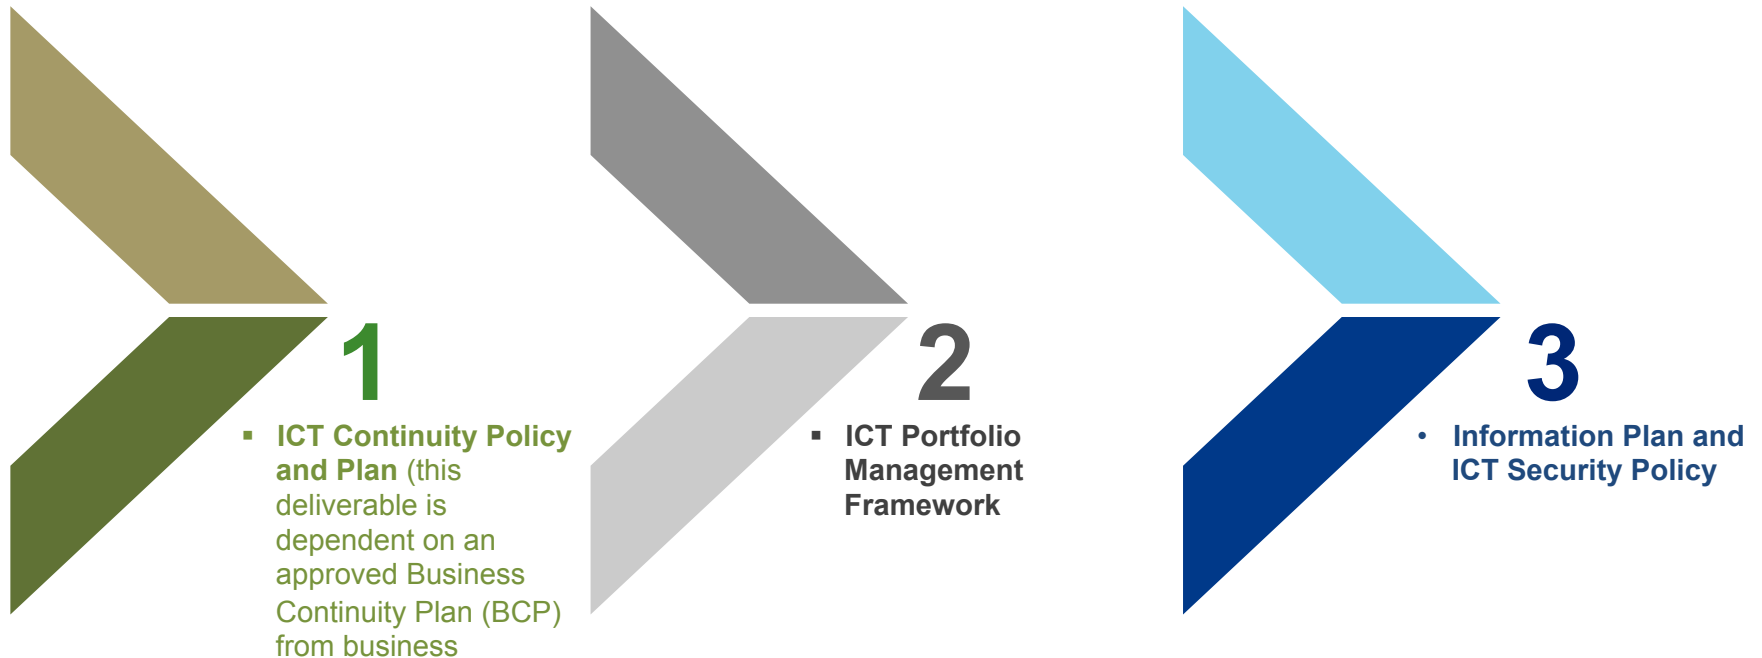 1
▪ ICT Continuity Policy
and Plan (this
deliverable is
dependent on an
approved Business
Continuity Plan (BCP)
from business
2
▪ ICT Portfolio
Management
Framework
3
• Information Plan and
ICT Security Policy